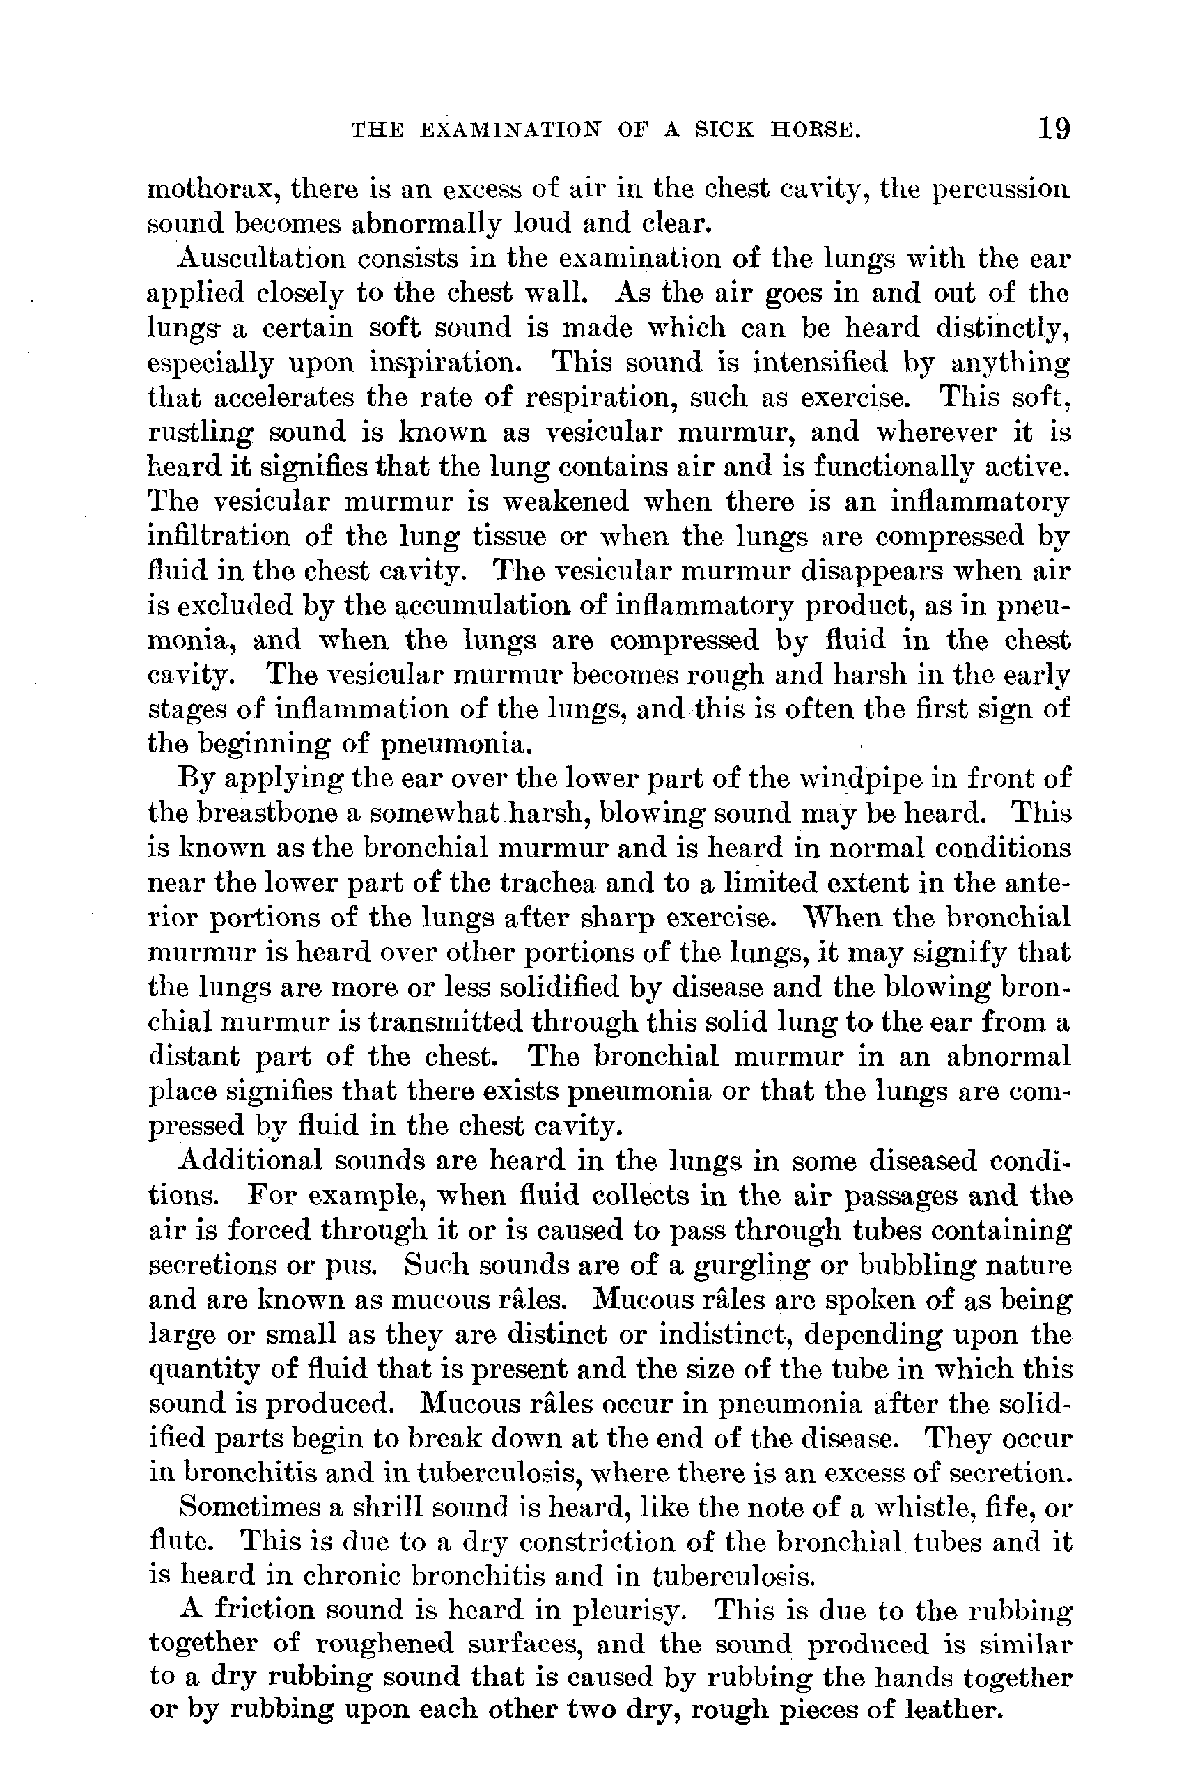 THE EXAMINATION OF A SICK HORSE. 19
mothorax, there is an excess of air in the chest cavity, the percussion
sound becomes abnormally loud and clear.
Auscultation consists in the examination of the lungs with the ear
applied closely to the chest wall. As the air goes in and out of the
lungs a certain soft sound is made which can be heard distinctly,
especially upon inspiration. This sound is intensified by anything
that accelerates the rate of respiration, such as exercise. This soft,
rustling sound is known as vesicular murmur, and wherever it is
heard it signifies that the lung contains air and is functionally active.
The vesicular murmur is weakened when there is an inflammatory
infiltration of the lung tissue or when the lungs are compressed by
fluid in the chest cavity. The vesicular murmur disappears when air
is excluded by the accumulation of inflammatory product, as in pneu-
monia, and when the lungs are compressed by fluid in the chest
cavity. The vesicular murmur becomes rough and harsh in the early
stages of inflammation of the lungs, and this is often the first sign of
the beginning of pneumonia.
By applying the ear over the lower part of the windpipe in front of
the breastbone a somewhat harsh, blowing sound may be heard. This
is known as the bronchial murmur and is heard in normal conditions
near the lower part of the trachea and to a limited extent in the ante-
rior portions of the lungs after sharp exercise. When the bronchial
murmur is heard over other portions of the lungs, it may signify that
the lungs are more or less solidified by disease and the blowing bron-
chial murmur is transmitted through this solid lung to the ear from a
distant part of the chest. The bronchial murmur in an abnormal
place signifies that there exists pneumonia or that the lungs are com-
pressed by fluid in the chest cavity.
Additional sounds are heard in the lungs in some diseased condi-
tions. For example, when fluid collects in the air passages and the
air is forced through it or is caused to pass through tubes containing
secretions or pus. Such sounds are of a gurgling or bubbling nature
and are known as mucous râles. Mucous râles are spoken of as being
large or small as they are distinct or indistinct, depending upon the
quantity of fluid that is present and the size of the tube in which this
sound is produced. Mucous râles occur in pneumonia after the solid-
ified parts begin to break down at the end of the disease. They occur
in bronchitis and in tuberculosis, where there is an excess of secretion.
Sometimes a shrill sound is heard, like the note of a whistle, fife, or
flute. This is due to a dry constriction of the bronchial tubes and it
is heard in chronic bronchitis and in tuberculosis.
A friction sound is heard in pleurisy. This is due to the rubbing
together of roughened surfaces, and the sound produced is similar
to a dry rubbing sound that is caused by rubbing the hands together
or by rubbing upon each other two dry, rough pieces of leather.